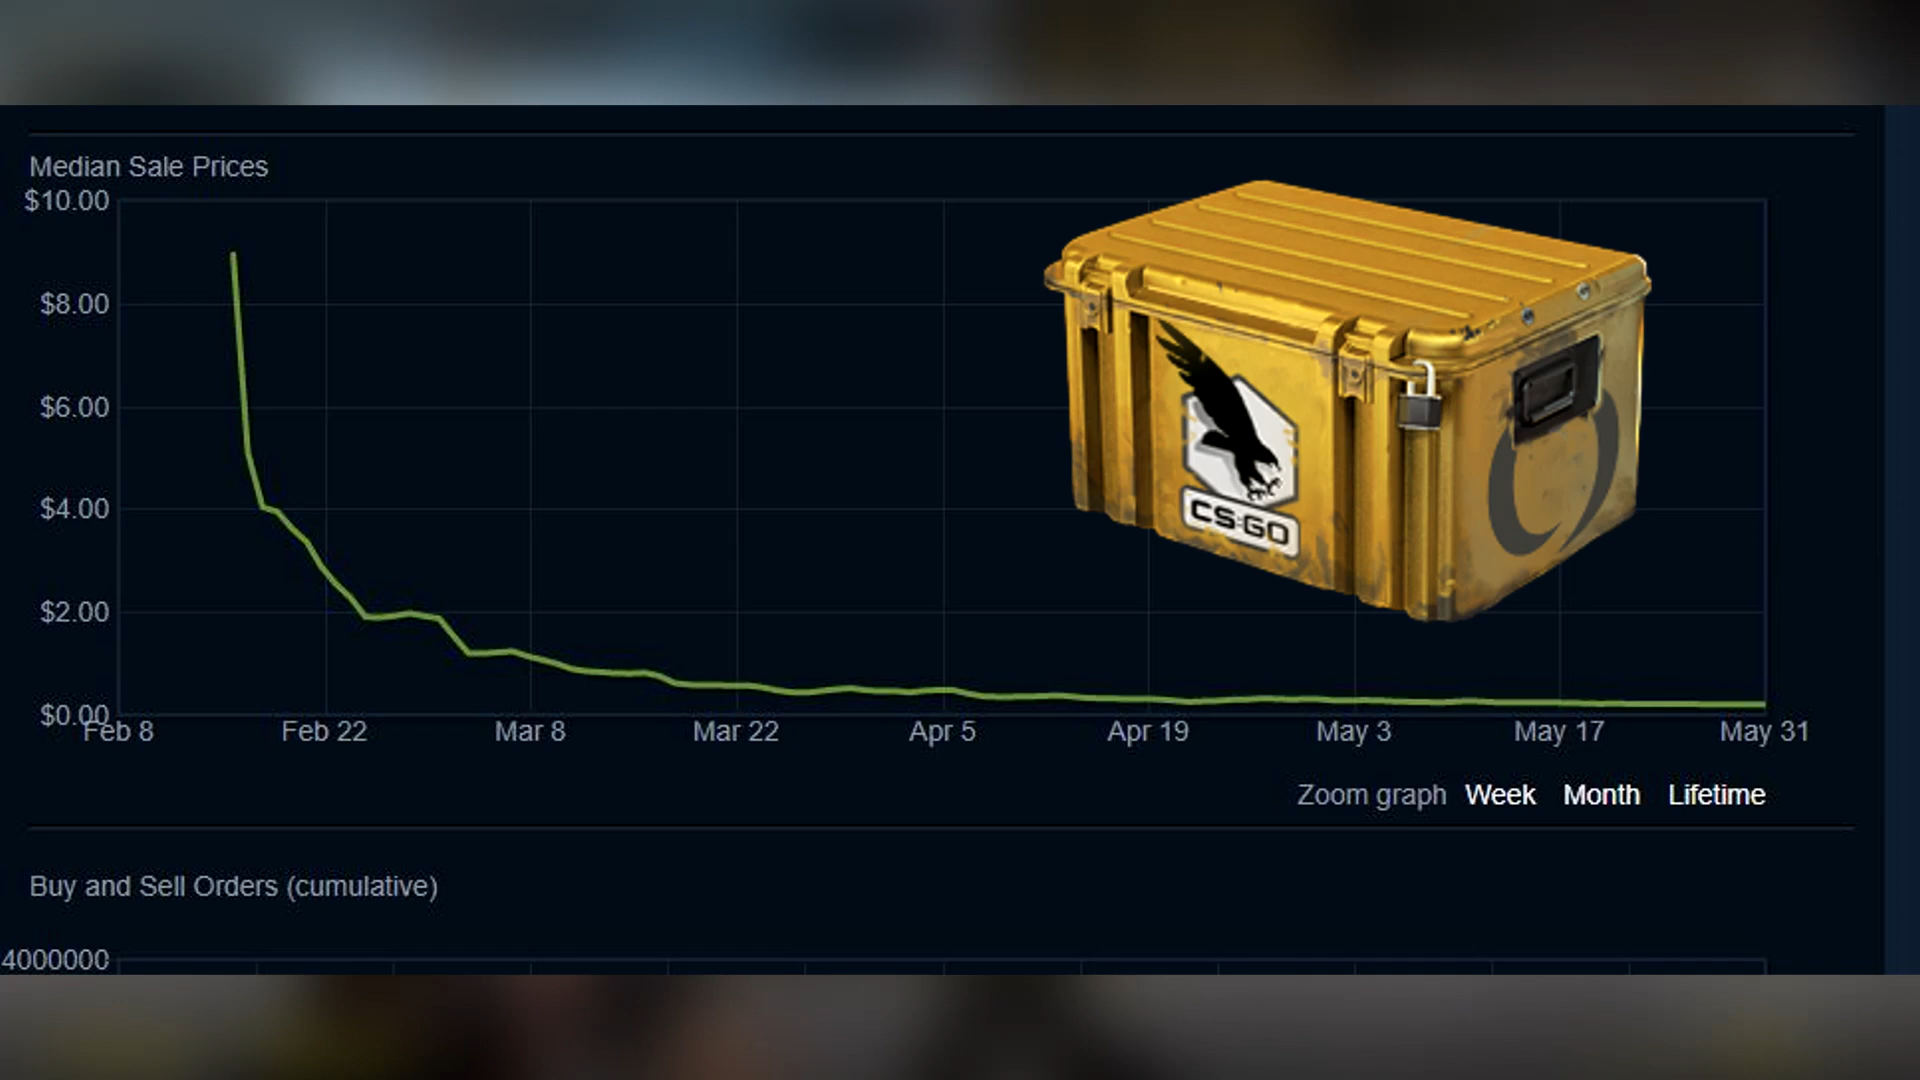 Median Sale Prices
$10.00
$8.00
$6.00
$4.00
$2.00
$0.00
Feb 8 Feb 22 Mar 8 Mar 22 Apr 5 Apr 19 May 3 May 17 May 31
CS:GO
Zoom graph Week Month Lifetime
Buy and Sell Orders (cumulative)
4000000